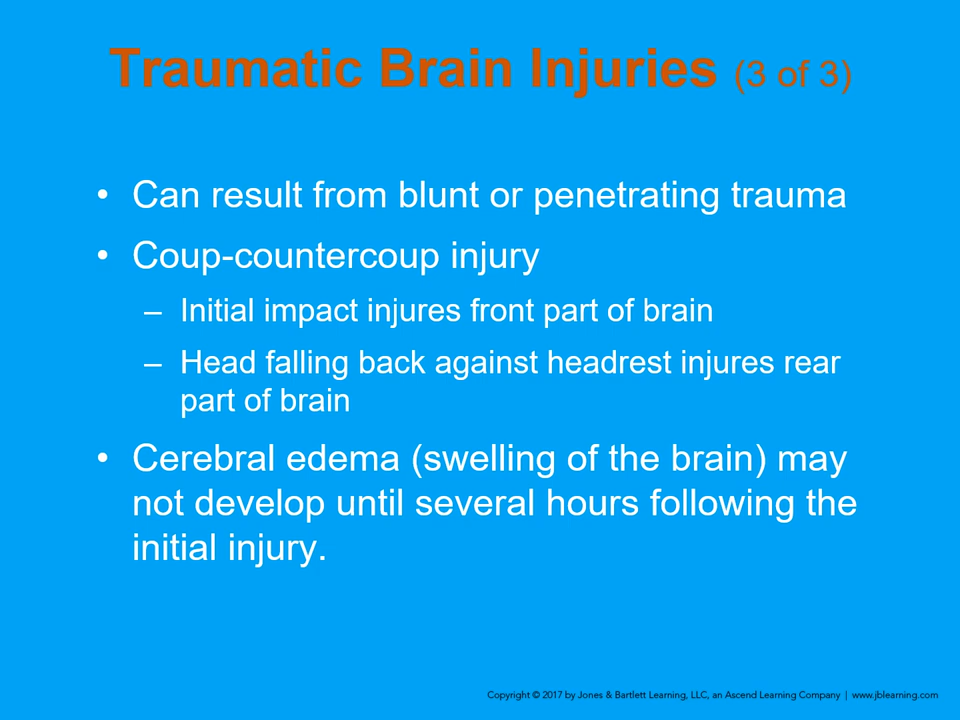 Traumatic Brain Injuries (3 of 3)
• Can result from blunt or penetrating trauma
• Coup-countercoup injury
– Initial impact injures front part of brain
– Head falling back against headrest injures rear
part of brain
• Cerebral edema (swelling of the brain) may
not develop until several hours following the
initial injury.
Copyright © 2017 by Jones & Bartlett Learning, LLC, an Ascend Learning Company | www.jblearning.com